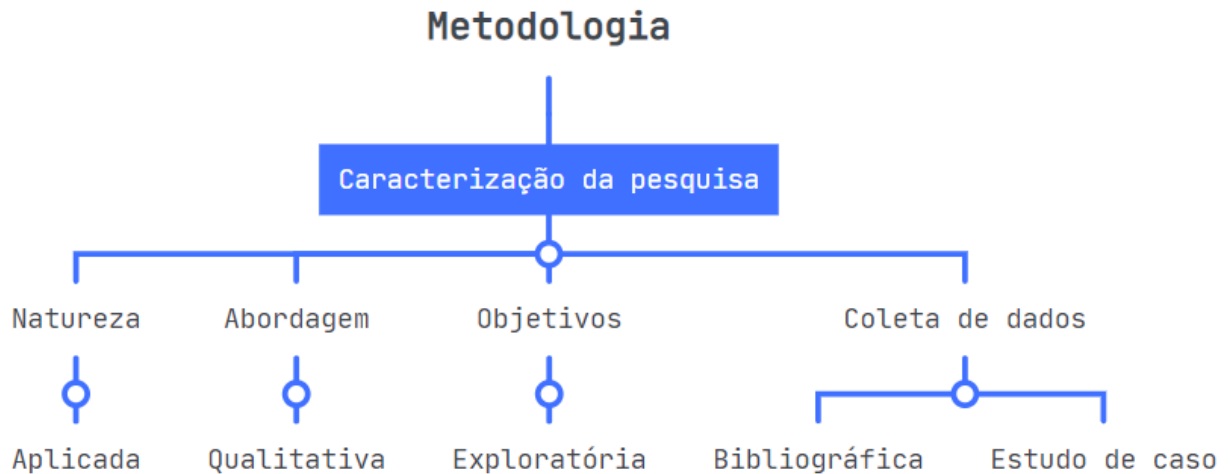 Metodologia
Caracterização da pesquisa
Natureza Abordagem Objetivos Coleta de dados
Aplicada Qualitativa Exploratória Bibliográfica Estudo de caso